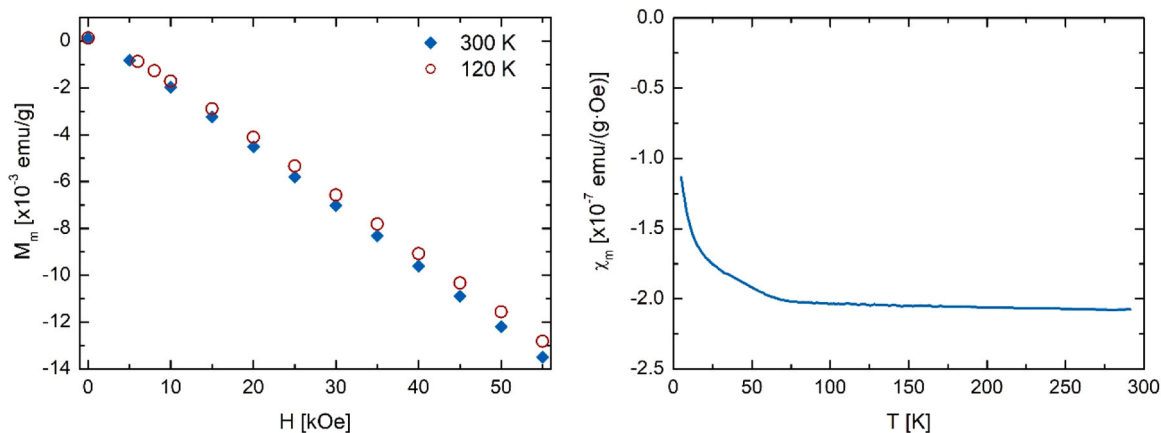 300 K
120 K
0
-2
-4
-6
-8
-10
-12
-14
M_m [x10⁻³ emu/g]
0 10 20 30 40 50
H [kOe]
0.0
-0.5
-1.0
-1.5
-2.0
-2.5
χ_m [x10⁻⁷ emu/(g·Oe)]
0 50 100 150 200 250 300
T [K]